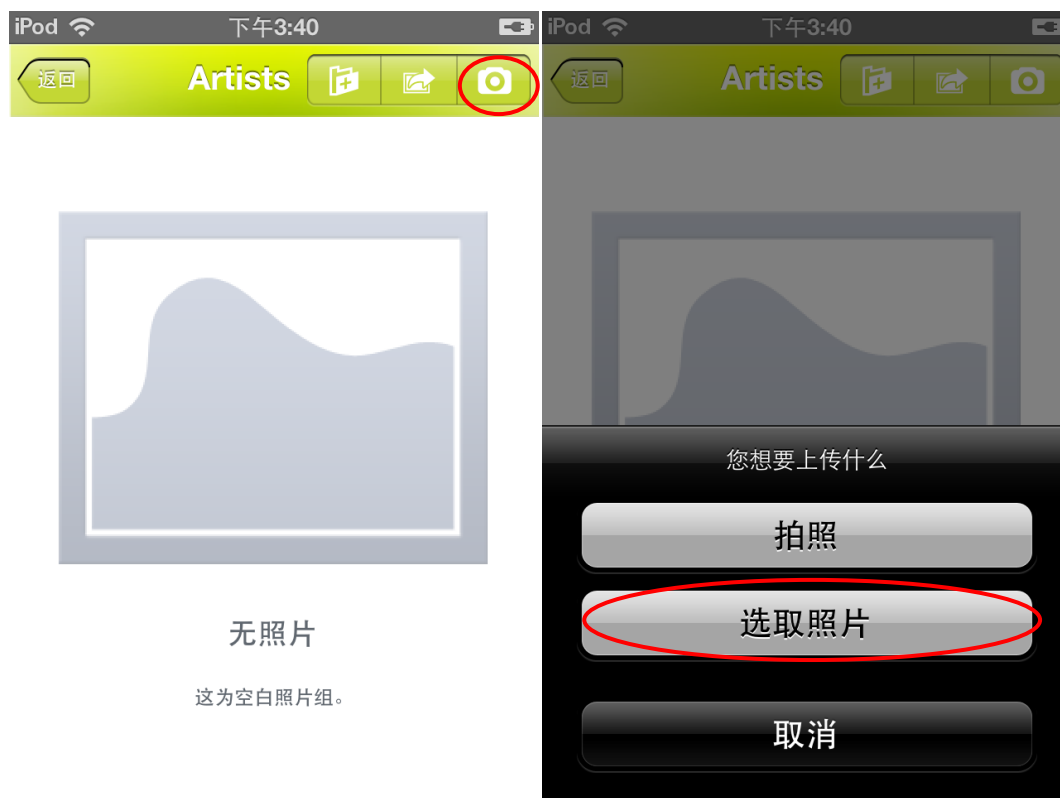 iPod 下午3:40
返回 Artists
无照片
这为空白照片组。
iPod 下午3:40
返回 Artists
您想要上传什么
拍照
选取照片
取消